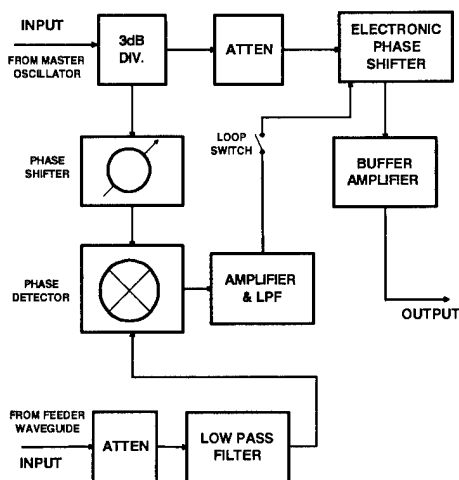 INPUT
FROM MASTER
OSCILLATOR
3dB
DIV.
ATTEN
ELECTRONIC
PHASE
SHIFTER
LOOP
SWITCH
PHASE
SHIFTER
BUFFER
AMPLIFIER
PHASE
DETECTOR
AMPLIFIER
& LPF
OUTPUT
FROM FEEDER
WAVEGUIDE
INPUT
ATTEN
LOW PASS
FILTER